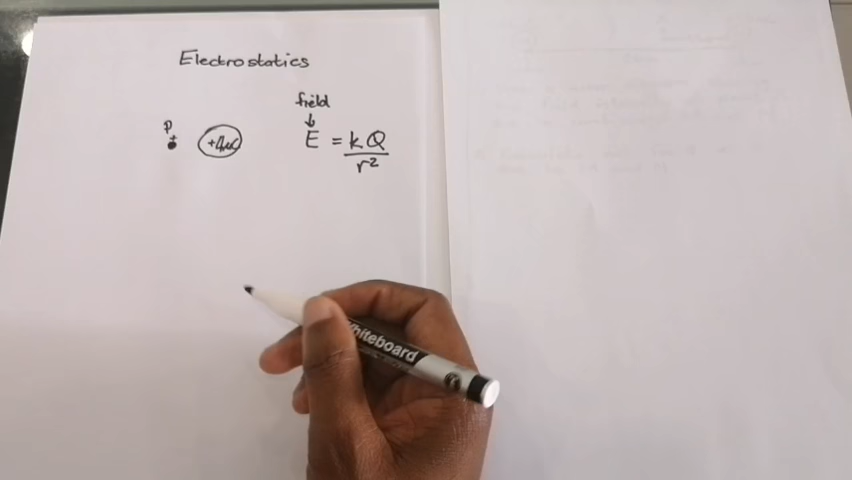 Electrostatics
field
↓
P
+
+4μC
E = kQ
r²
Whiteboard